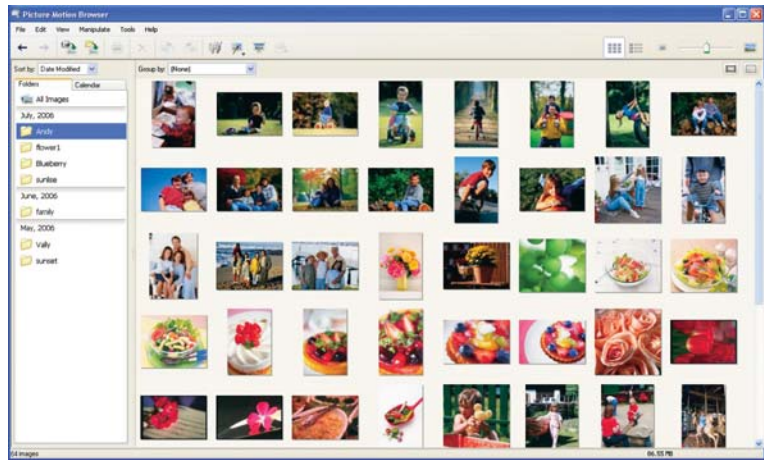 Picture Motion Browser
File Edit View Manipulate Tools Help
Sort by: Date Modified Group by: (None)
Folders Calendar
All Images
July, 2006
Andy
flower1
Blueberry
sunrise
June, 2006
family
May, 2006
Vally
sunset
64 images 86.55 MB